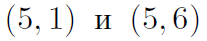 (5, 1) и (5, 6)